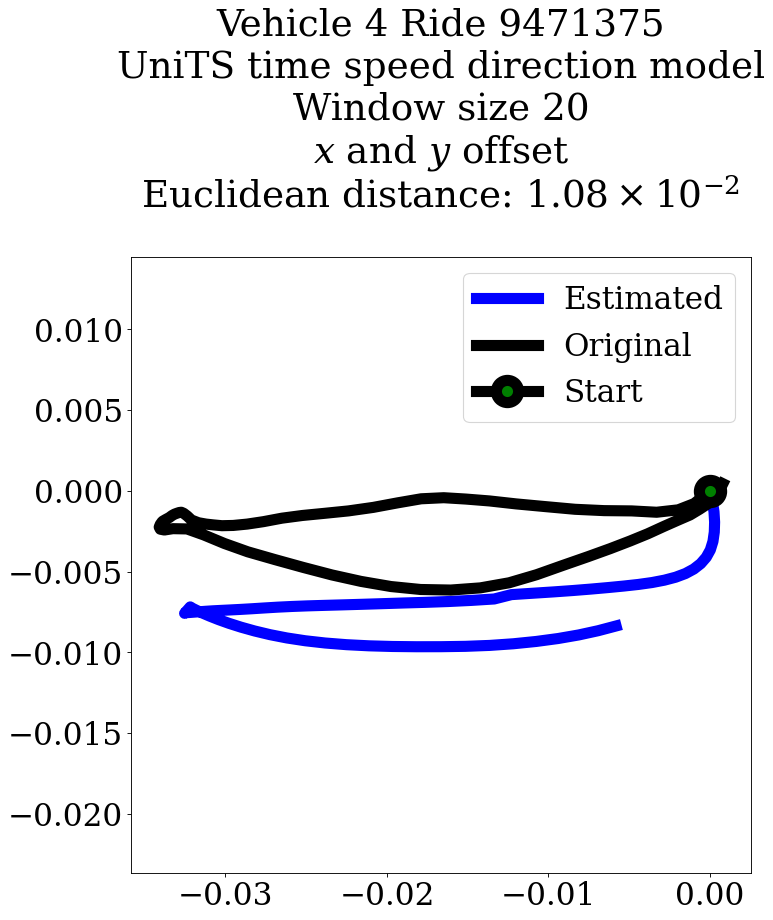 Vehicle 4 Ride 9471375
UniTS time speed direction model
Window size 20
x and y offset
Euclidean distance: 1.08 × 10⁻²
Estimated
Original
Start
0.010
0.005
0.000
−0.005
−0.010
−0.015
−0.020
−0.03 −0.02 −0.01 0.00